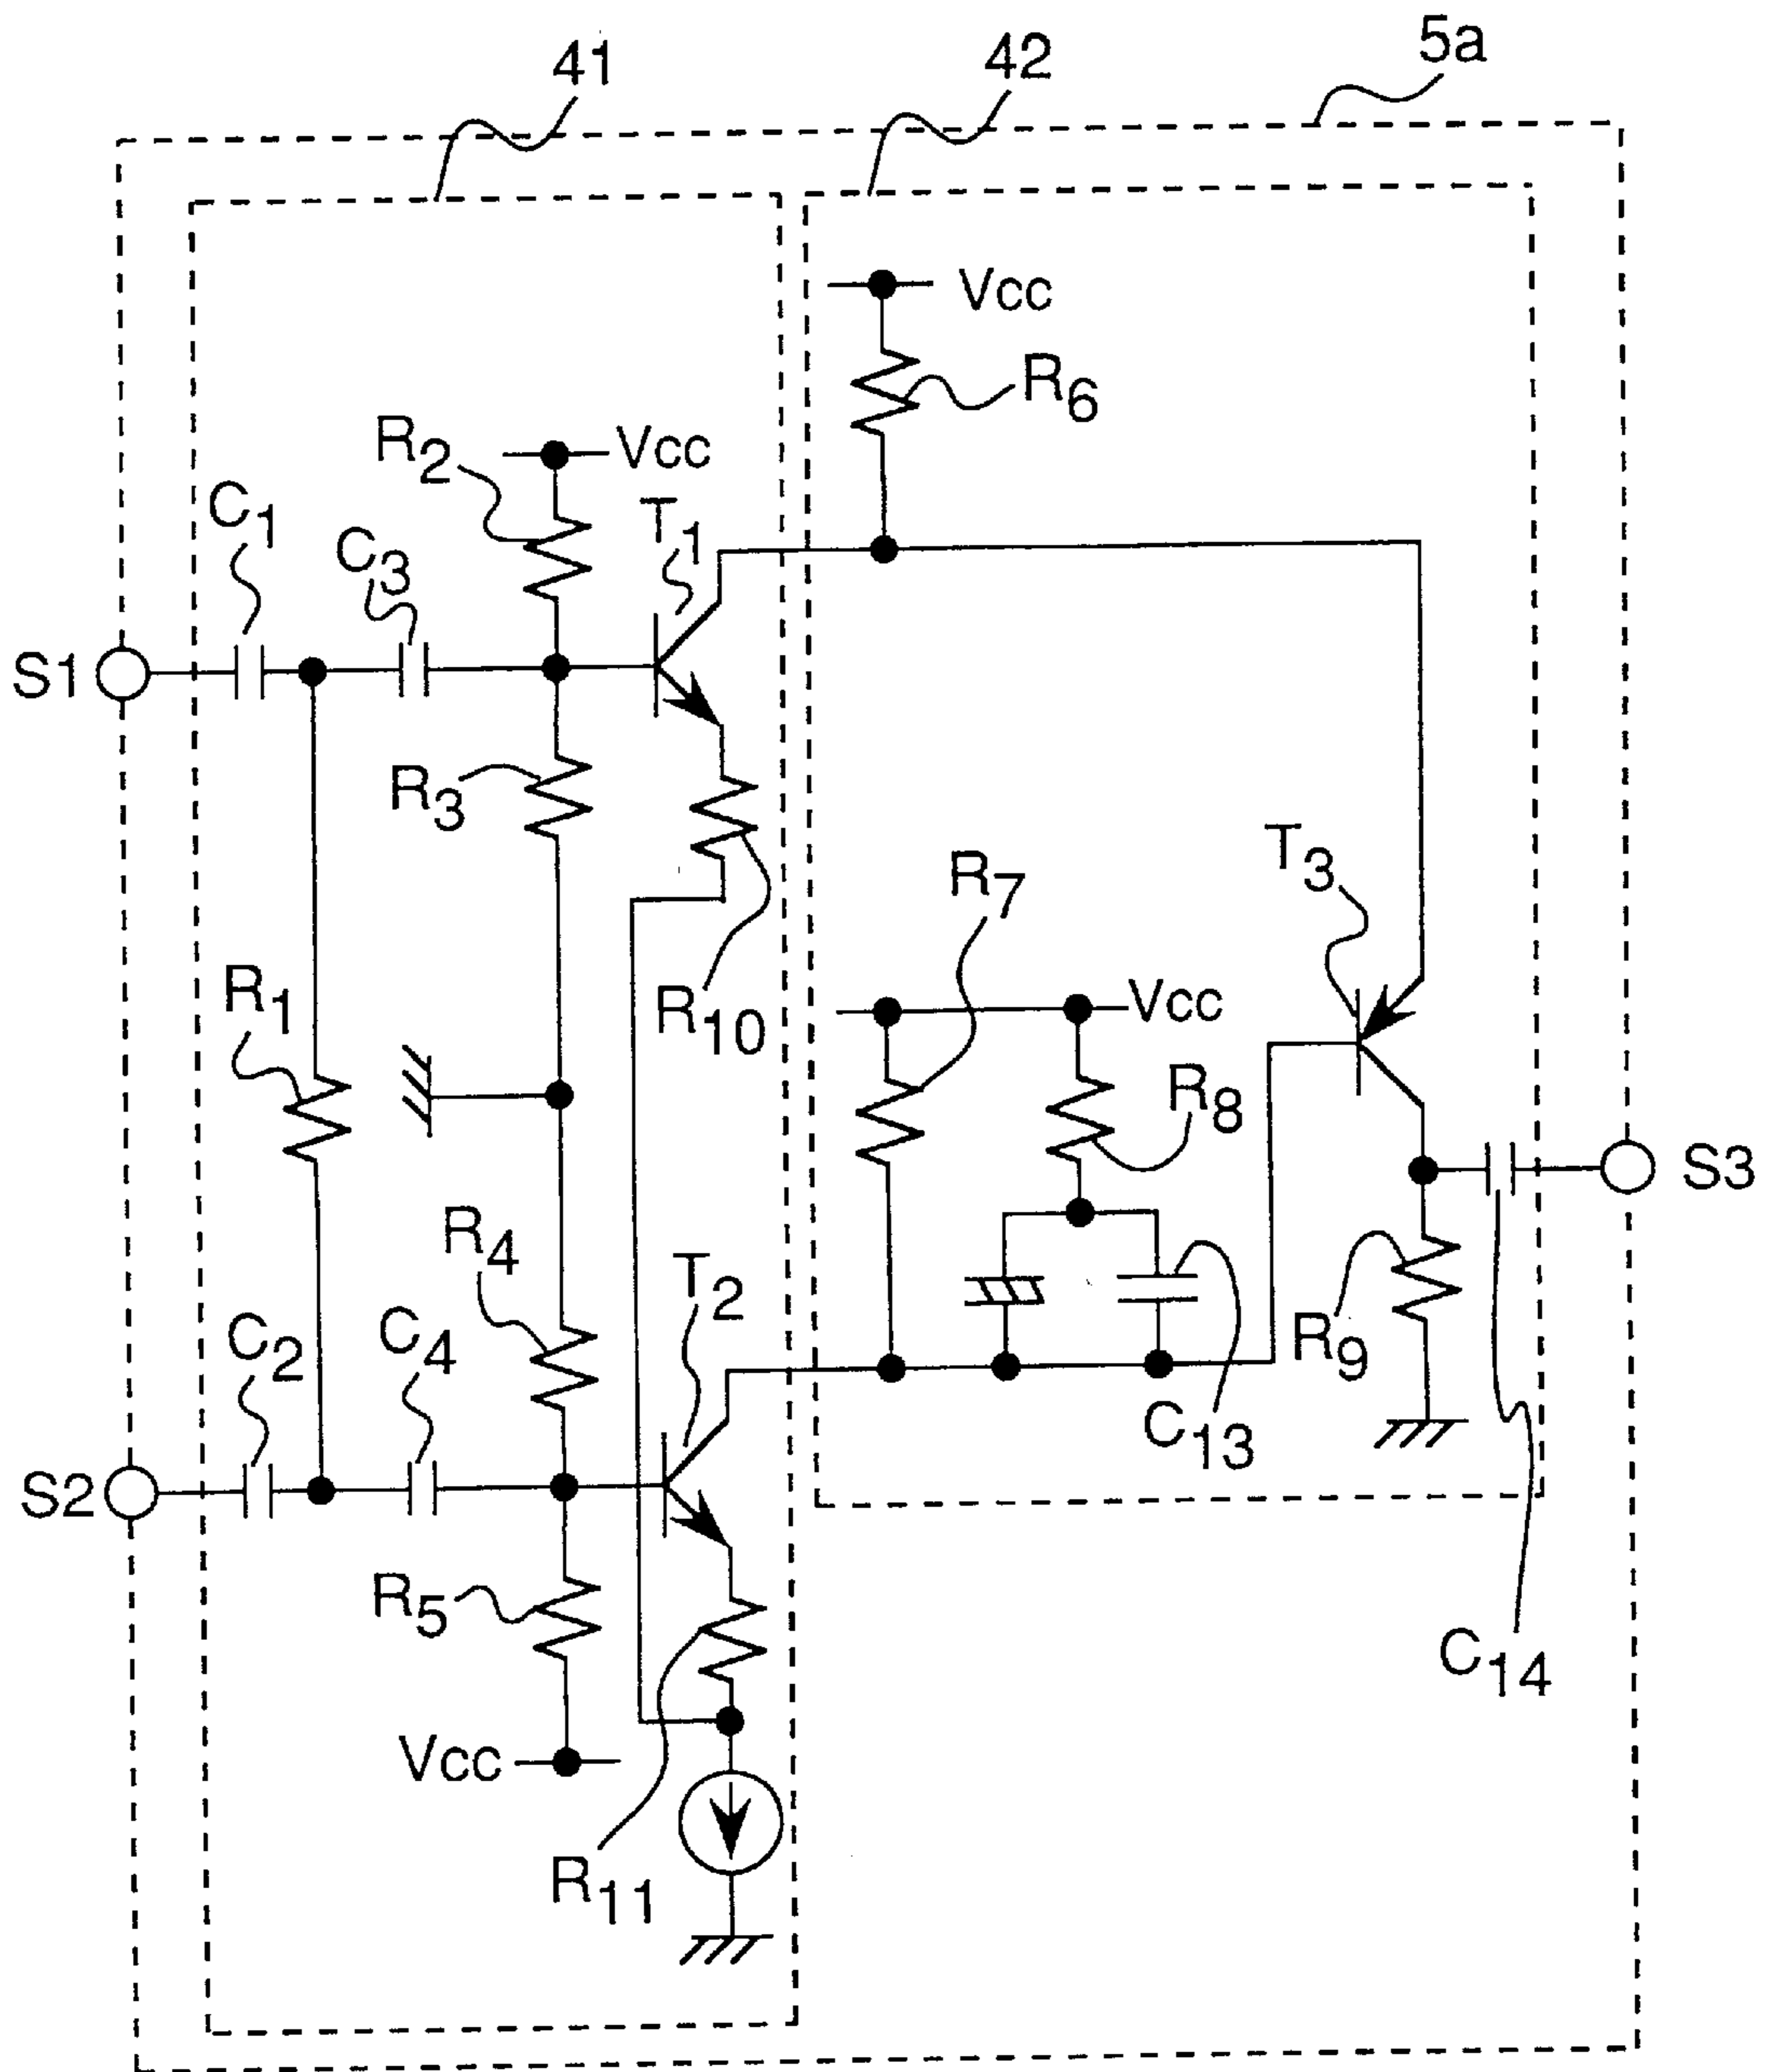 41
42
5a
Vcc
R6
R2
Vcc
C1
T1
C3
S1
R3
T3
R7
R1
R10
Vcc
R8
S3
R4
T2
C2
C4
R9
C13
S2
R5
C14
Vcc
R11